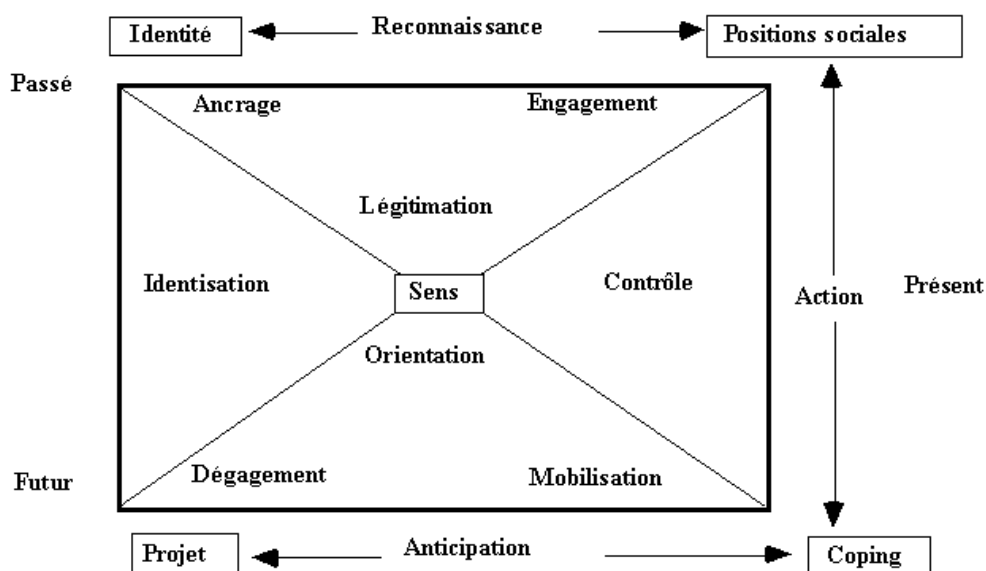 Identité
Reconnaissance
Positions sociales
Passé
Ancrage
Engagement
Légitimation
Identisation
Sens
Contrôle
Action
Présent
Orientation
Futur
Dégagement
Mobilisation
Projet
Anticipation
Coping